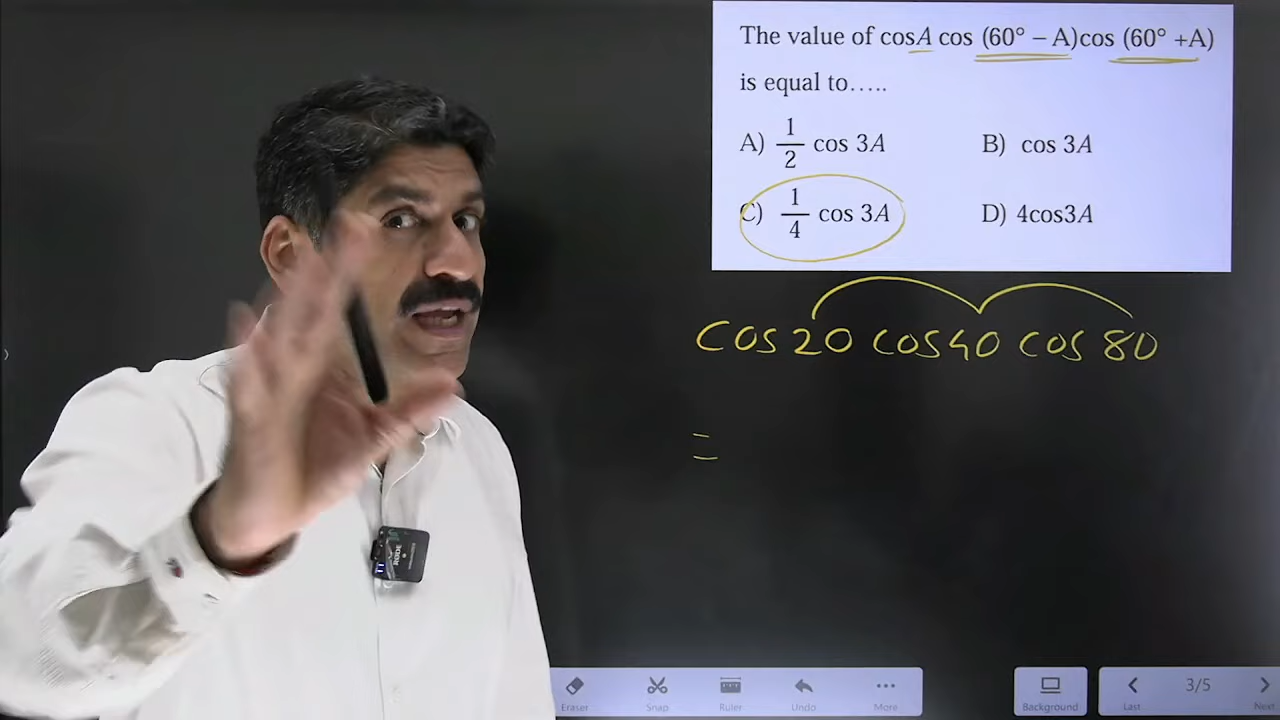 The value of cosA cos (60° – A)cos (60° +A)
is equal to.....
A) 1/2 cos 3A
B) cos 3A
C) 1/4 cos 3A
D) 4cos3A
cos 20 cos 40 cos 80
=
RODE
Eraser
Snap
Ruler
Undo
More
Background
Last
3/5
Next